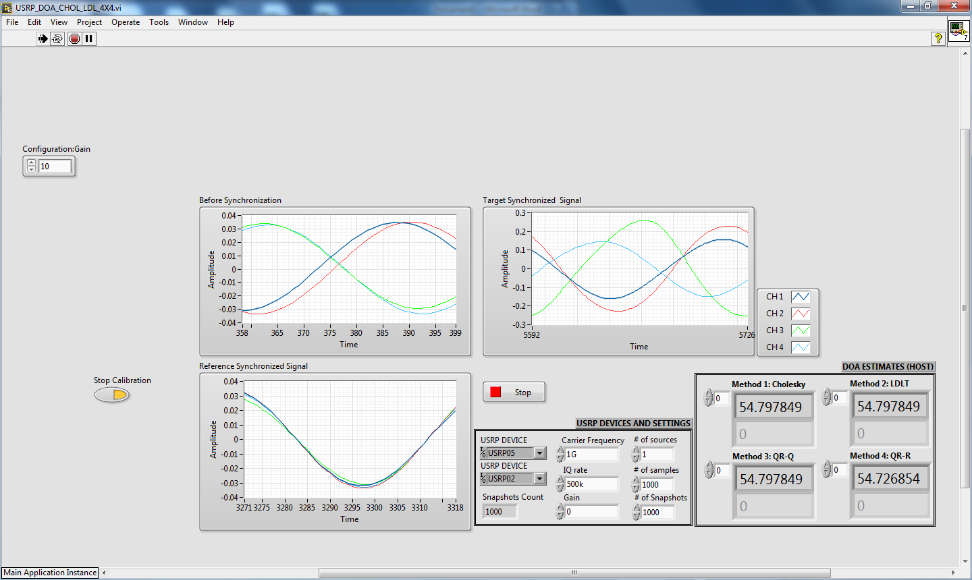 USRP_DOA_CHOL_LDL_4X4.vi
File Edit View Project Operate Tools Window Help
Configuration:Gain
10
Before Synchronization
0.04
0.03
0.02
0.01
0
-0.01
-0.02
-0.03
-0.04
Amplitude
358 365 370 375 380 385 390 395 399
Time
Target Synchronized Signal
0.3
0.2
0.1
0
-0.1
-0.2
-0.3
Amplitude
5592 5726
Time
CH 1
CH 2
CH 3
CH 4
Stop Calibration
Reference Synchronized Signal
0.04
0.03
0.02
0.01
0
-0.01
-0.02
-0.03
-0.04
Amplitude
3271 3275 3280 3285 3290 3295 3300 3305 3310 3318
Time
Stop
USRP DEVICES AND SETTINGS
USRP DEVICE Carrier Frequency # of sources
USRP05 1G 1
USRP DEVICE IQ rate # of samples
USRP02 500k 1000
Snapshots Count Gain # of Snapshots
1000 0 1000
DOA ESTIMATES (HOST)
Method 1: Cholesky Method 2: LDLT
0 54.797849 0 54.797849
0 0
Method 3: QR-Q Method 4: QR-R
0 54.797849 0 54.726854
0 0
Main Application Instance